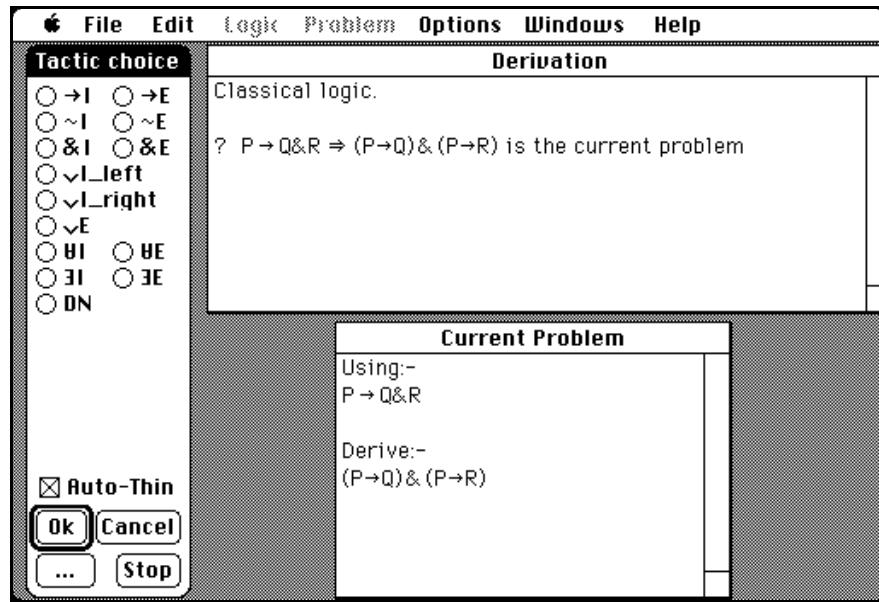 File Edit Logic Problem Options Windows Help
Tactic choice
→I →E
~I ~E
&I &E
∨I_left
∨I_right
∨E
∀I ∀E
∃I ∃E
DN
Auto-Thin
Ok Cancel
... Stop
Derivation
Classical logic.
? P→Q&R ⇒ (P→Q)&(P→R) is the current problem
Current Problem
Using:-
P→Q&R
Derive:-
(P→Q)&(P→R)